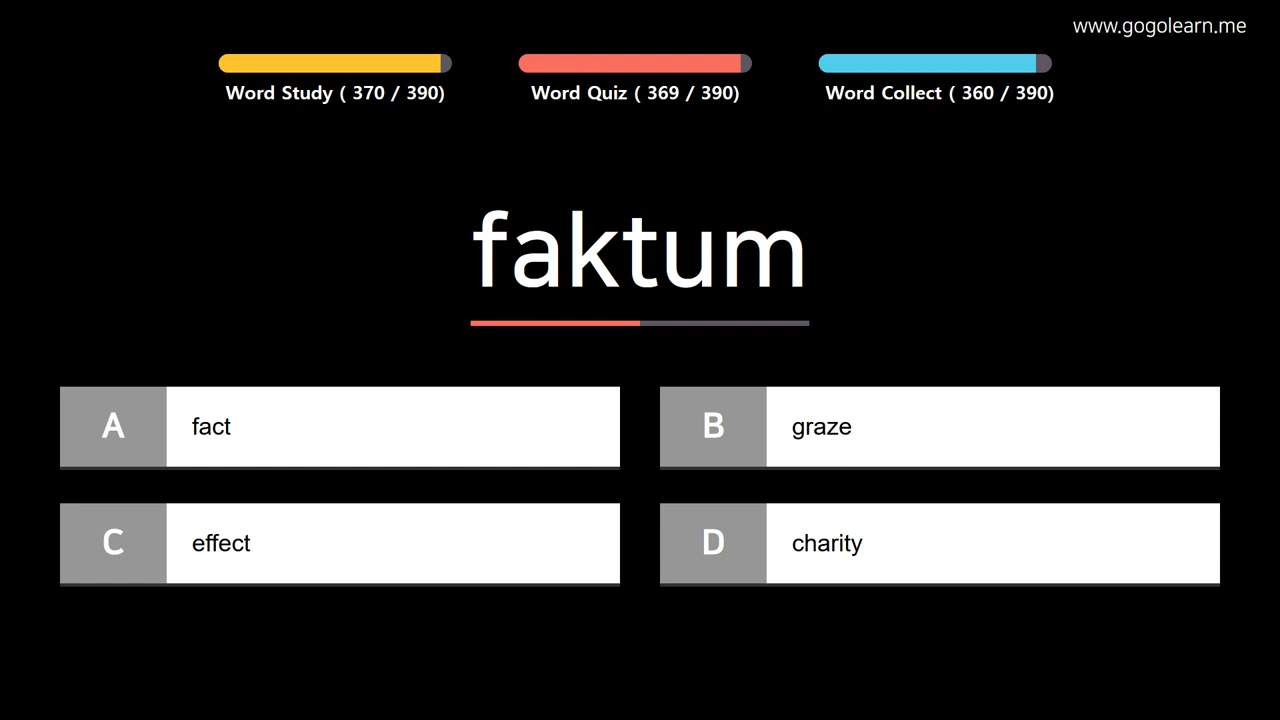 www.gogolearn.me
Word Study ( 370 / 390)
Word Quiz ( 369 / 390)
Word Collect ( 360 / 390)
faktum
A fact
B graze
C effect
D charity